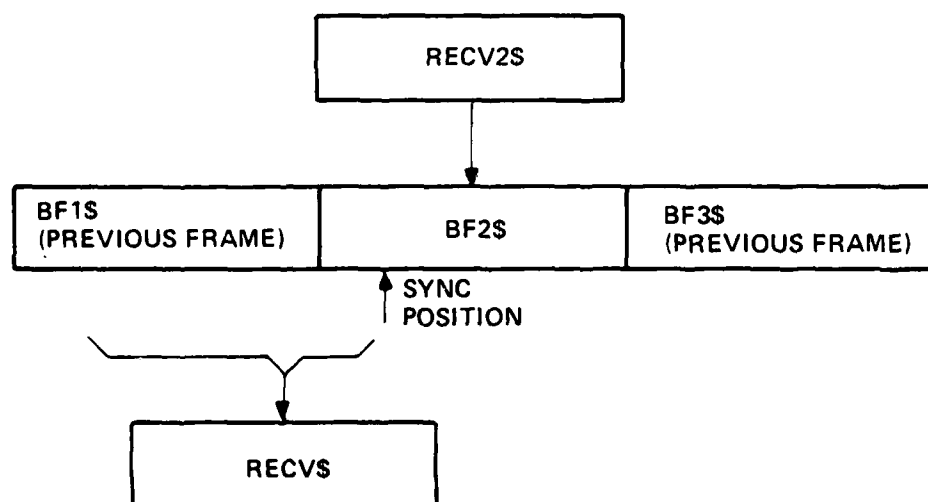 RECV2$
BF1$
(PREVIOUS FRAME)
BF2$
BF3$
(PREVIOUS FRAME)
SYNC
POSITION
RECV$